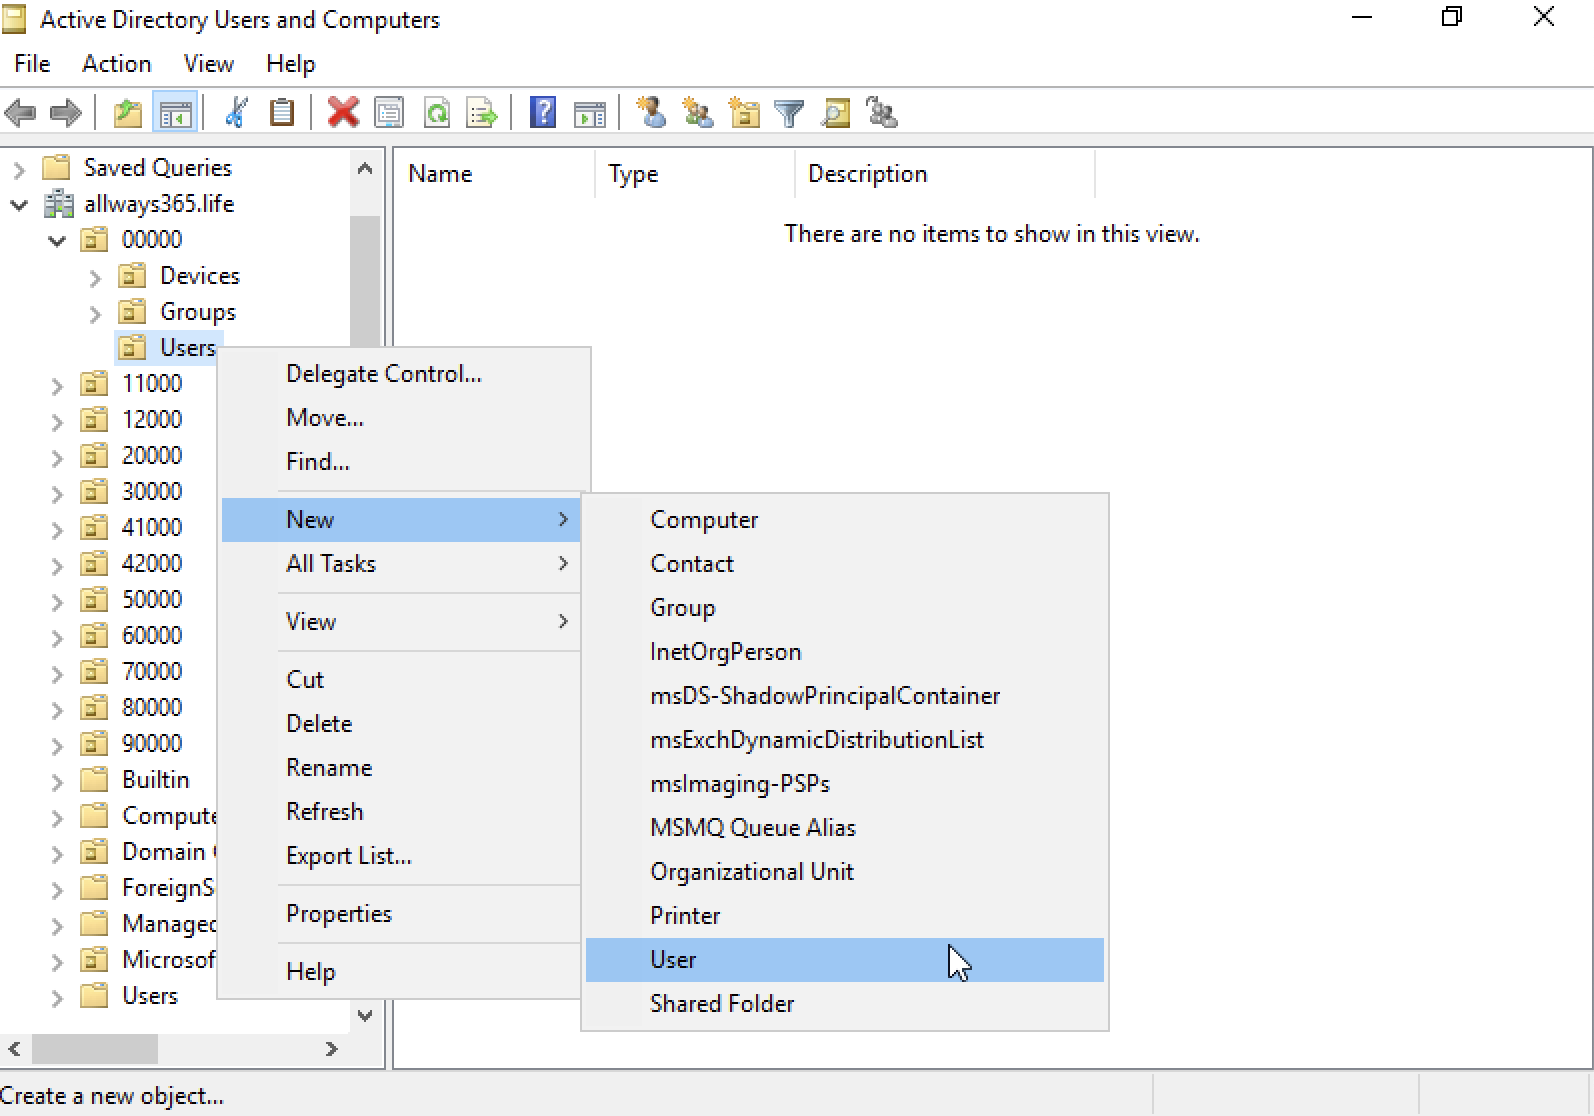 Active Directory Users and Computers
File Action View Help
Saved Queries
allways365.life
00000
Devices
Groups
Users
11000
12000
20000
30000
41000
42000
50000
60000
70000
80000
90000
Builtin
Compute
Domain
ForeignS
Managed
Microsof
Users
Name Type Description
There are no items to show in this view.
Delegate Control...
Move...
Find...
New
All Tasks
View
Cut
Delete
Rename
Refresh
Export List...
Properties
Help
Computer
Contact
Group
InetOrgPerson
msDS-ShadowPrincipalContainer
msExchDynamicDistributionList
msImaging-PSPs
MSMQ Queue Alias
Organizational Unit
Printer
User
Shared Folder
Create a new object...